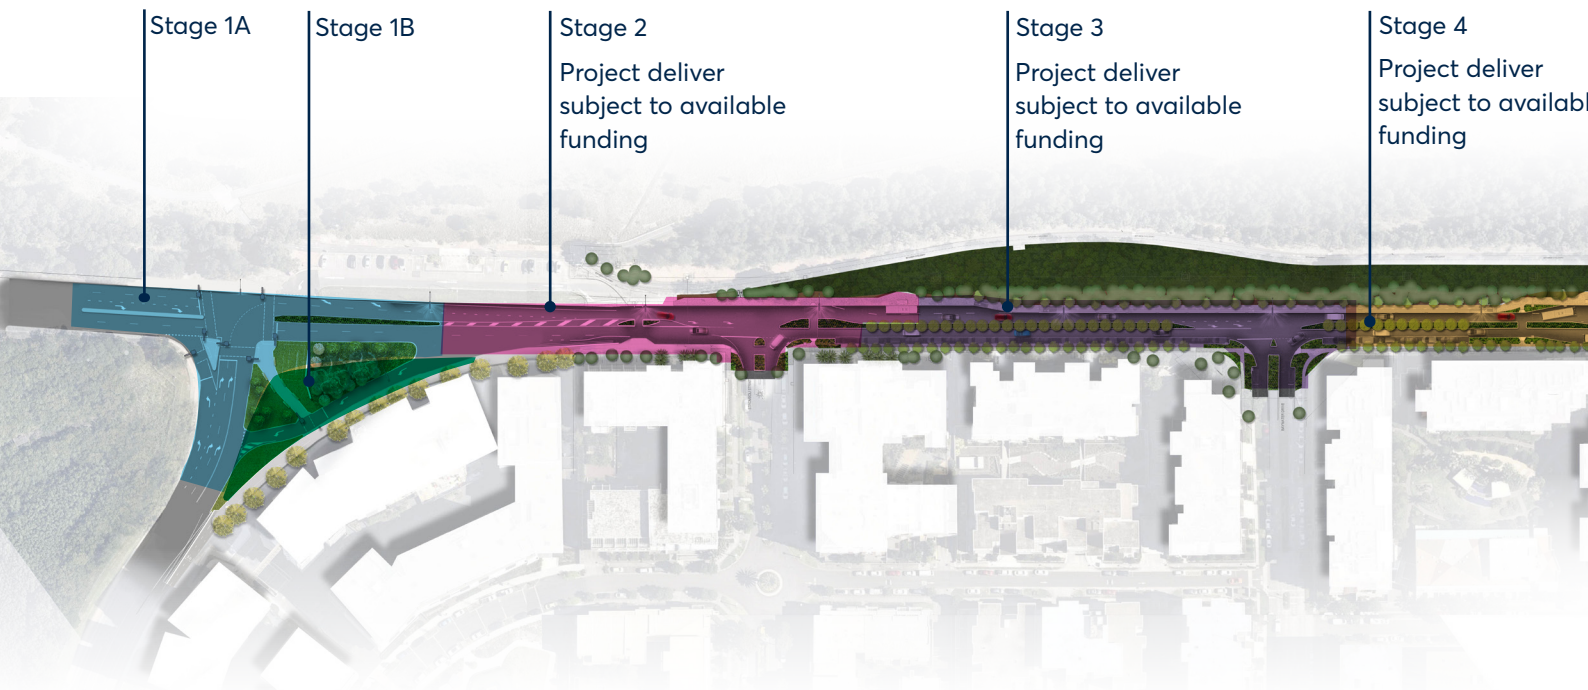 Stage 1A
Stage 1B
Stage 2
Project deliver
subject to available
funding
Stage 3
Project deliver
subject to available
funding
Stage 4
Project deliver
subject to availabl
funding